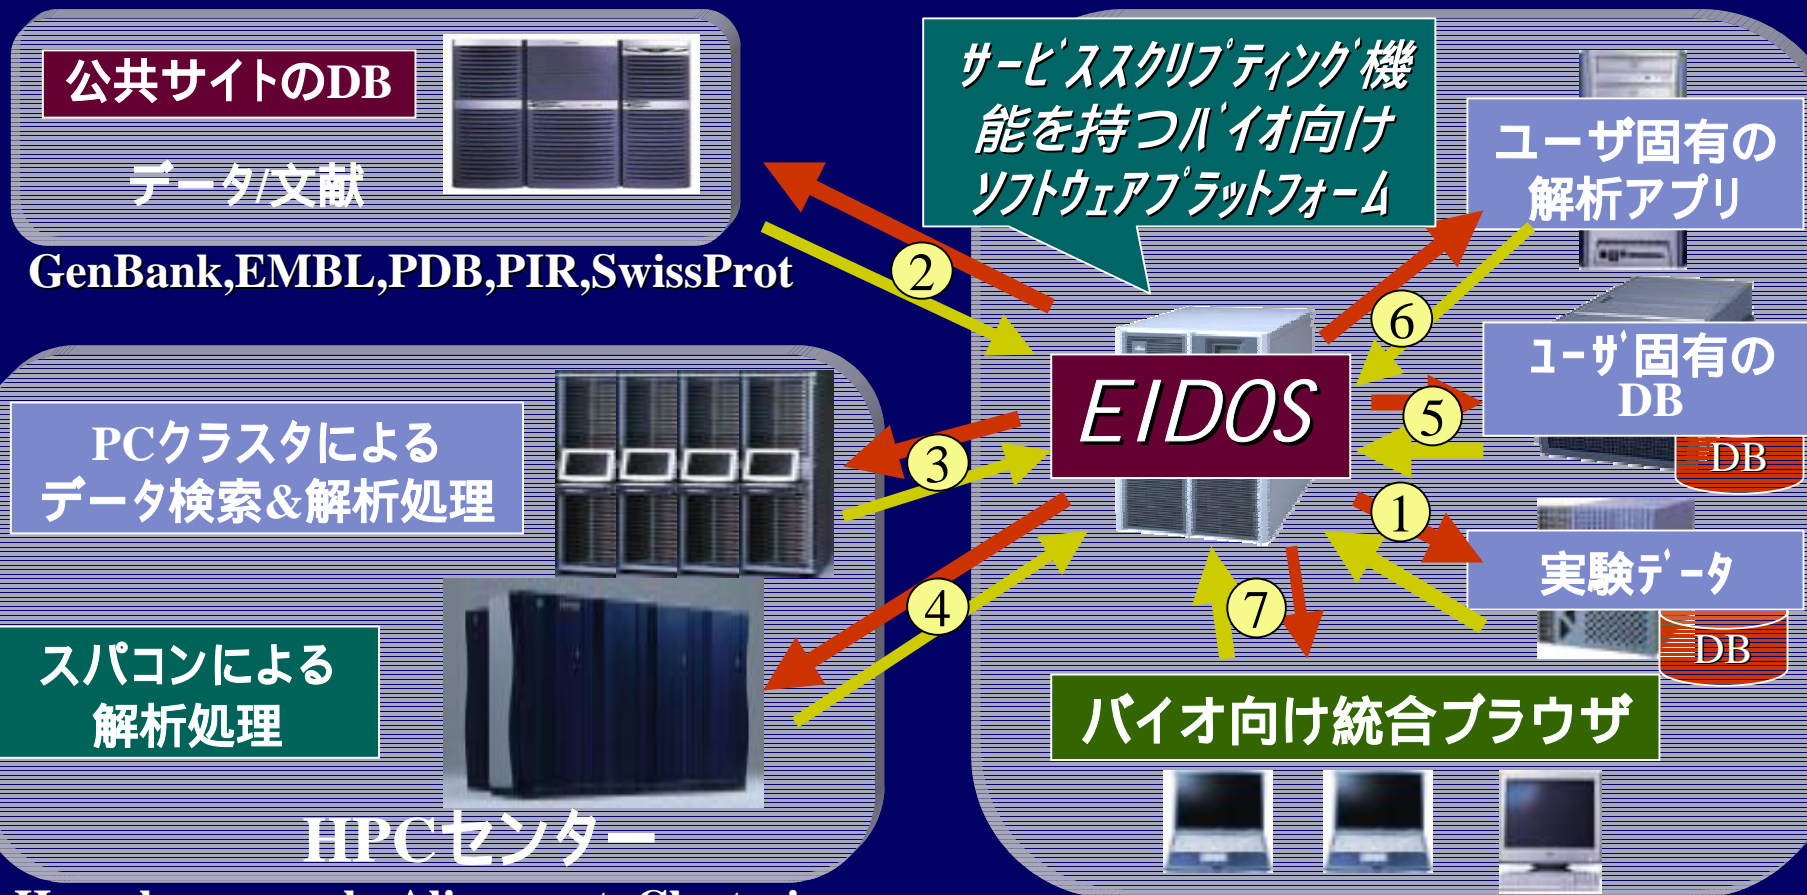 公共サイトのDB
データ/文献
GenBank,EMBL,PDB,PIR,SwissProt
サービススクリプティング機
能を持つバイオ向け
ソフトウェアプラットフォーム
ユーザ固有の
解析アプリ
2
6
EIDOS
ユーザ固有の
DB
5
DB
PCクラスタによる
データ検索&解析処理
3
1
実験データ
DB
4
7
スパコンによる
解析処理
バイオ向け統合ブラウザ
HPCセンター